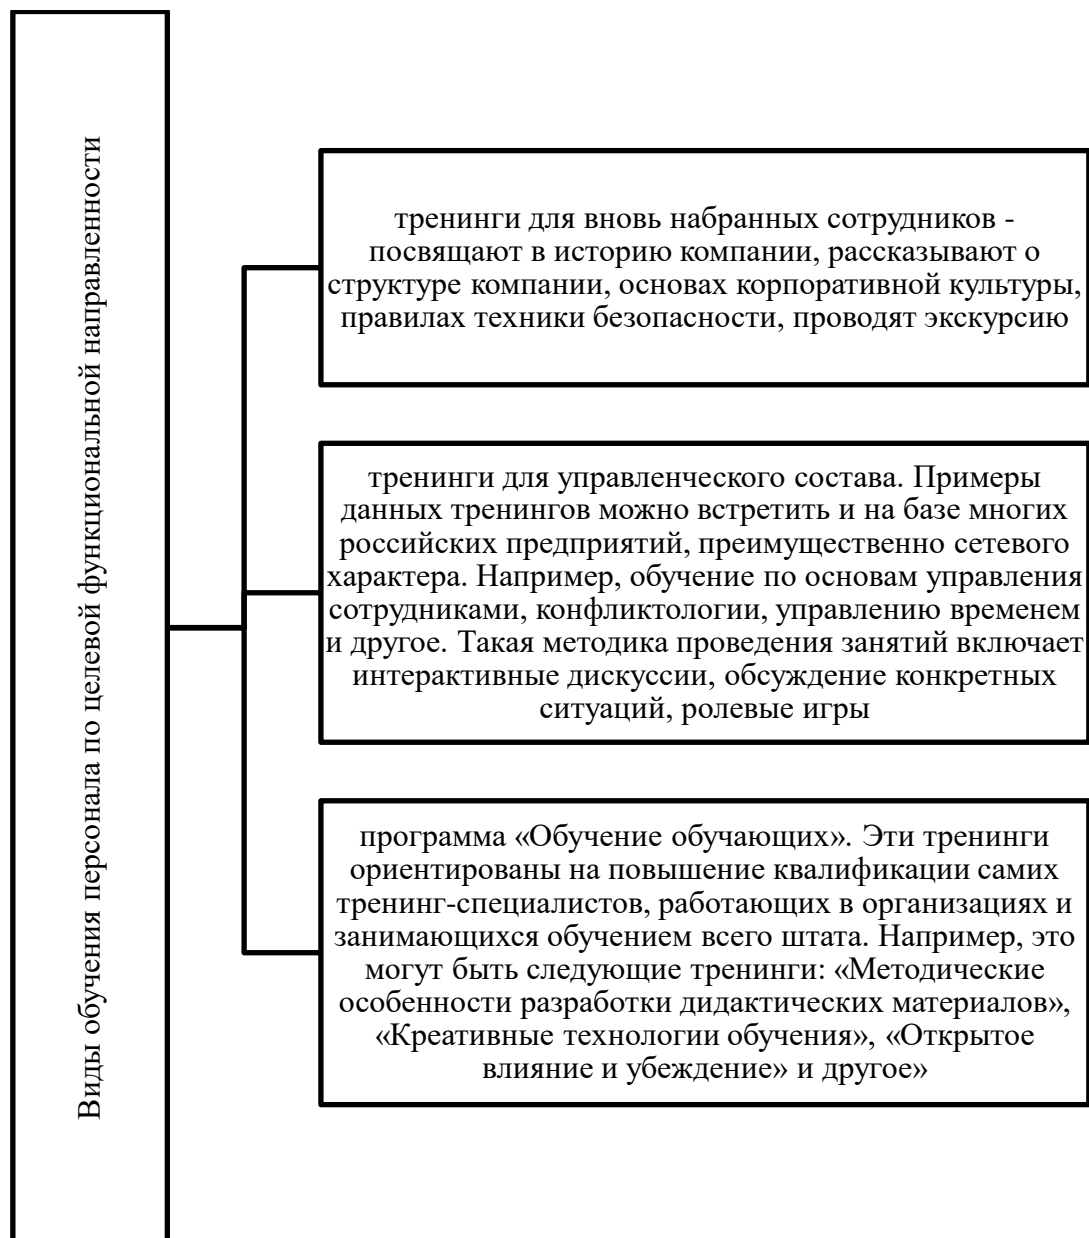 Виды обучения персонала по целевой функциональной направленности
тренинги для вновь набранных сотрудников -
посвящают в историю компании, рассказывают о
структуре компании, основах корпоративной культуры,
правилах техники безопасности, проводят экскурсию
тренинги для управленческого состава. Примеры
данных тренингов можно встретить и на базе многих
российских предприятий, преимущественно сетевого
характера. Например, обучение по основам управления
сотрудниками, конфликтологии, управлению временем
и другое. Такая методика проведения занятий включает
интерактивные дискуссии, обсуждение конкретных
ситуаций, ролевые игры
программа «Обучение обучающих». Эти тренинги
ориентированы на повышение квалификации самих
тренинг-специалистов, работающих в организациях и
занимающихся обучением всего штата. Например, это
могут быть следующие тренинги: «Методические
особенности разработки дидактических материалов»,
«Креативные технологии обучения», «Открытое
влияние и убеждение» и другое»